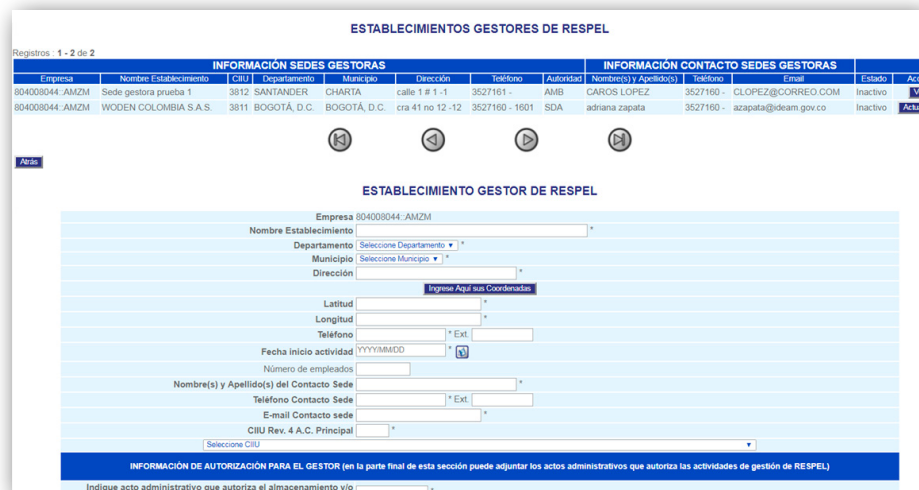 ESTABLECIMIENTOS GESTORES DE RESPEL
Registros : 1 - 2 de 2
INFORMACIÓN SEDES GESTORAS INFORMACIÓN CONTACTO SEDES GESTORAS
Empresa Nombre Establecimiento CIIU Departamento Municipio Dirección Teléfono Autoridad Nombre(s) y Apellido(s) Teléfono Email Estado
804008044::AMZM Sede gestora prueba 1 3812 SANTANDER CHARTA calle 1 # 1 -1 3527161 - AMB CAROS LOPEZ 3527160 - CLOPEZ@CORREO.COM Inactivo
804008044::AMZM WODEN COLOMBIA S.A.S. 3811 BOGOTÁ, D.C. BOGOTÁ, D.C. cra 41 no 12 -12 3527160 - 1601 SDA adriana zapata 3527160 - azapata@ideam.gov.co Inactivo
Atrás
ESTABLECIMIENTO GESTOR DE RESPEL
Empresa 804008044::AMZM
Nombre Establecimiento *
Departamento Seleccione Departamento *
Municipio Seleccione Municipio *
Dirección *
Ingrese Aquí sus Coordenadas
Latitud *
Longitud *
Teléfono * Ext.
Fecha inicio actividad YYYY/MM/DD *
Número de empleados
Nombre(s) y Apellido(s) del Contacto Sede *
Teléfono Contacto Sede * Ext.
E-mail Contacto sede *
CIIU Rev. 4 A.C. Principal *
Seleccione CIIU
INFORMACIÓN DE AUTORIZACIÓN PARA EL GESTOR (en la parte final de esta sección puede adjuntar los actos administrativos que autoriza las actividades de gestión de RESPEL)
Indique acto administrativo que autoriza el almacenamiento y/o *